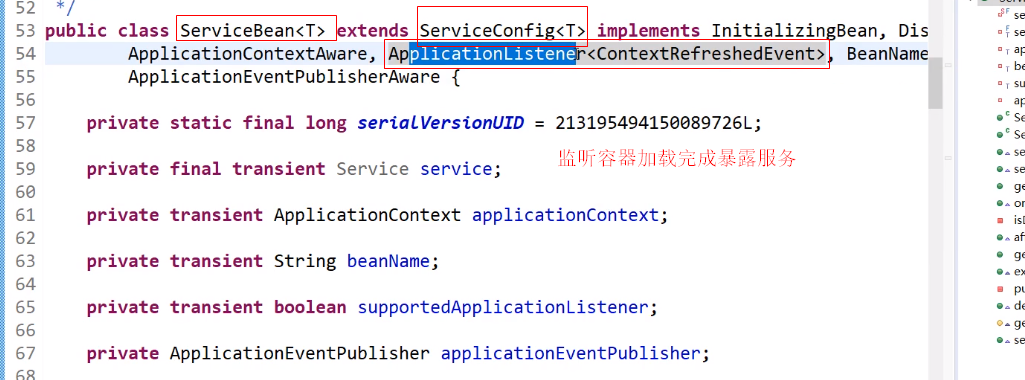 52 */
53 public class ServiceBean<T> extends ServiceConfig<T> implements InitializingBean, Dis
54 ApplicationContextAware, ApplicationListener<ContextRefreshedEvent>, BeanName
55 ApplicationEventPublisherAware {
56
57 private static final long serialVersionUID = 213195494150089726L;
58
监听容器加载完成暴露服务
59 private final transient Service service;
60
61 private transient ApplicationContext applicationContext;
62
63 private transient String beanName;
64
65 private transient boolean supportedApplicationListener;
66
67 private ApplicationEventPublisher applicationEventPublisher;
68
se
se
ap
be
su
ap
Se
Se
se
se
ge
or
isD
aft
ge
ex
pu
de
ge
se